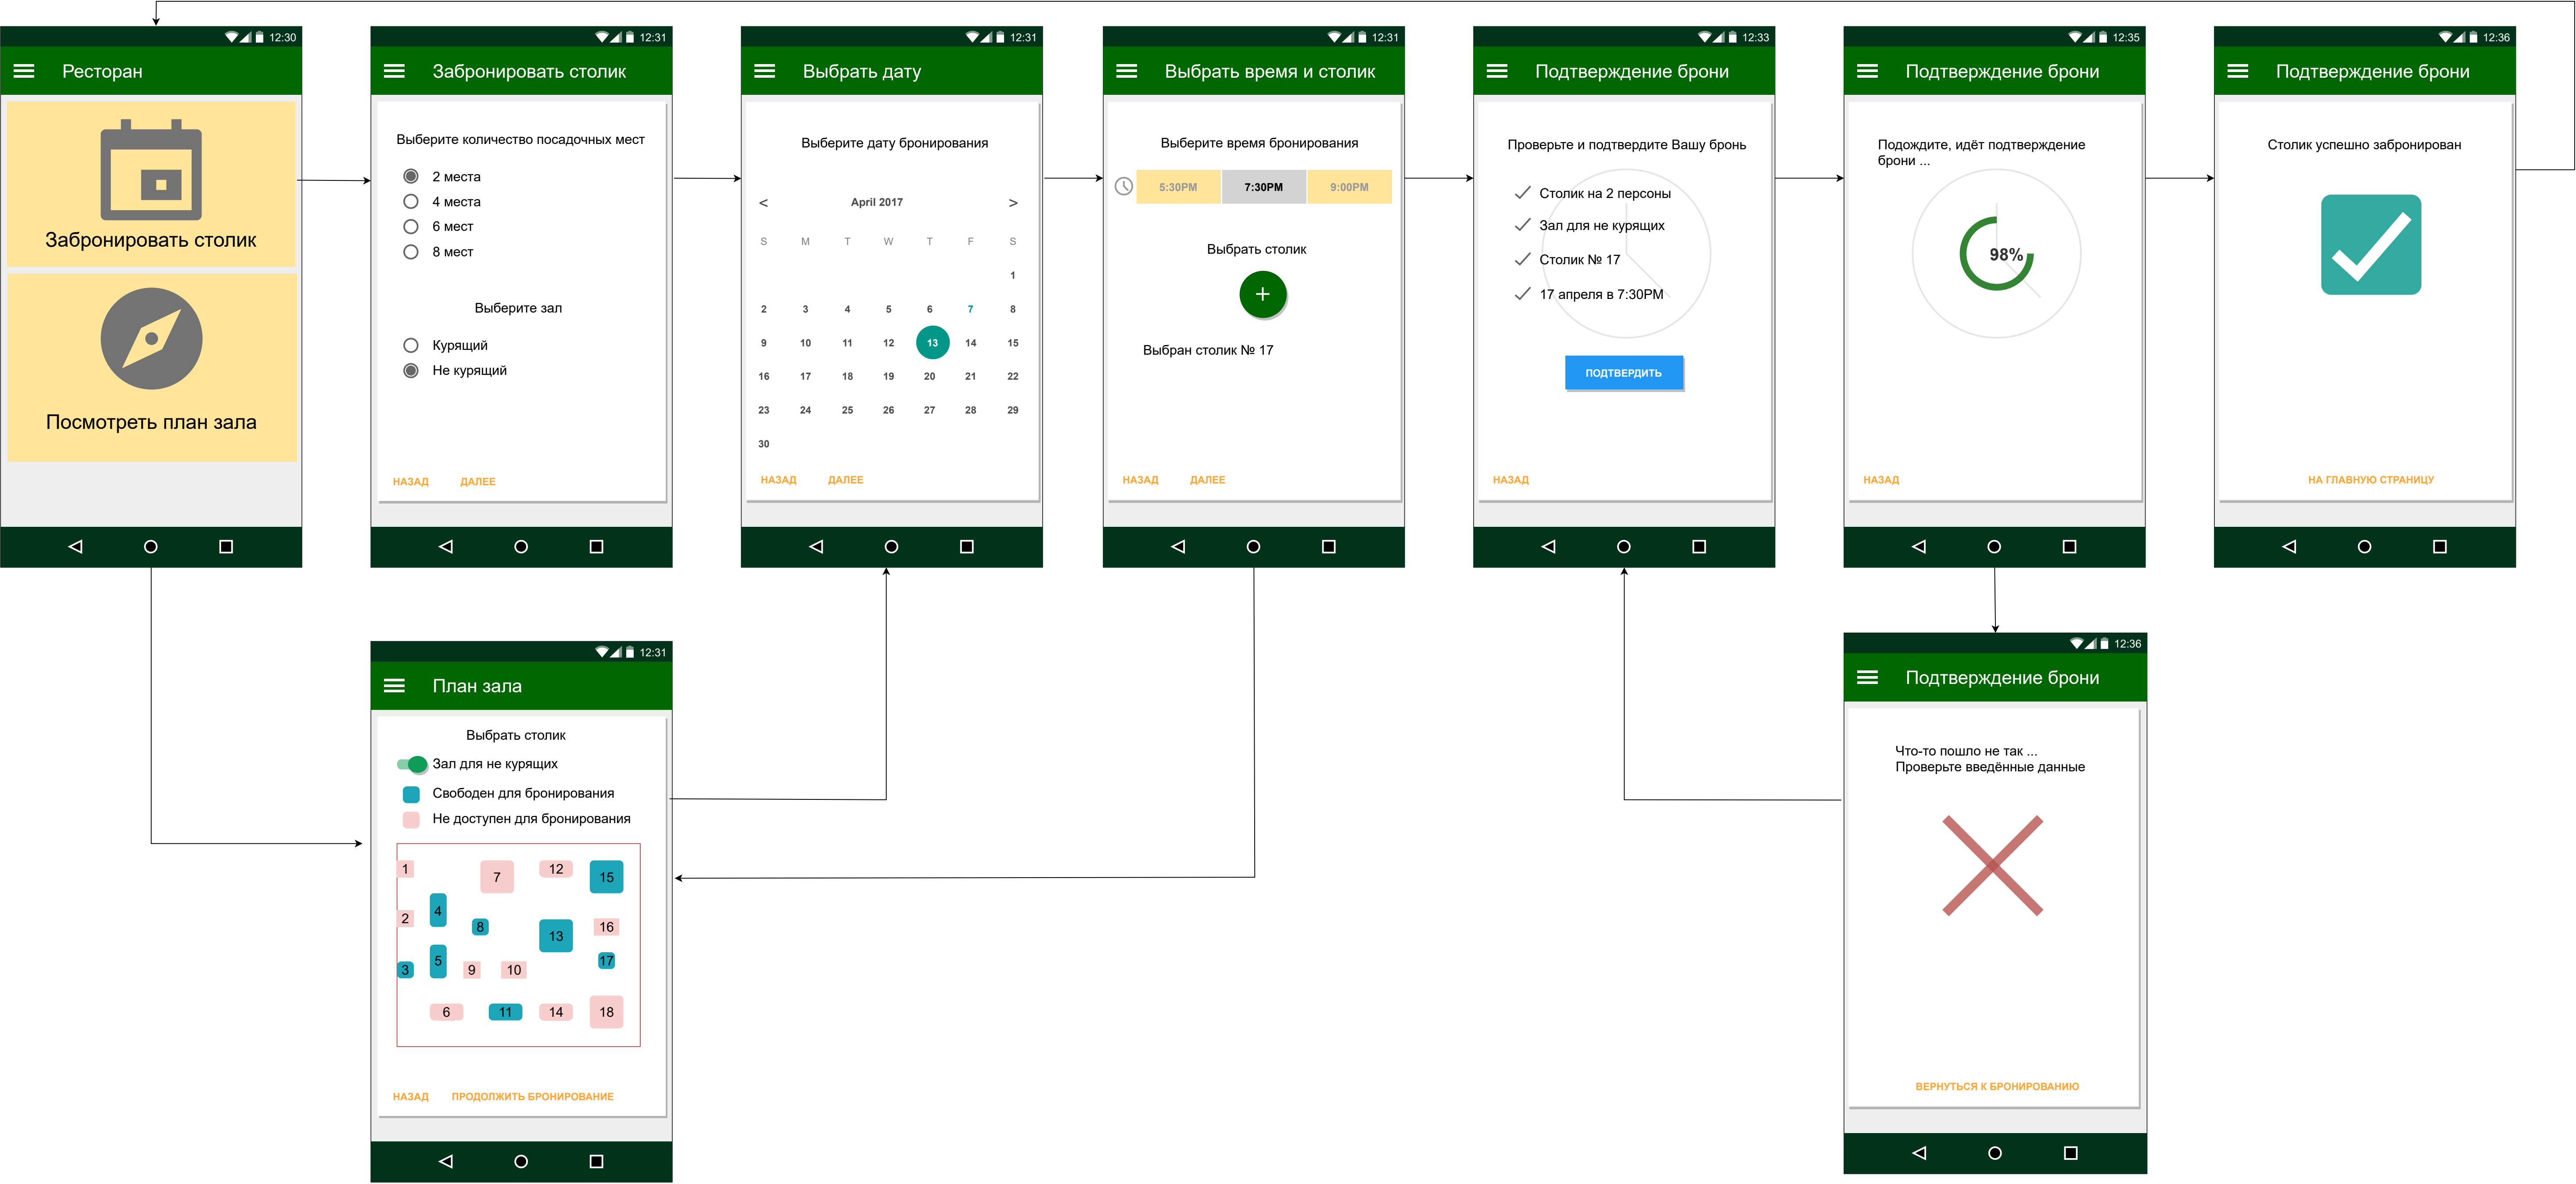 12:30
Ресторан
Забронировать столик
Посмотреть план зала
12:31
Забронировать столик
Выберите количество посадочных мест
2 места
4 места
6 мест
8 мест
Выберите зал
Курящий
Не курящий
НАЗАД ДАЛЕЕ
12:31
Выбрать дату
Выберите дату бронирования
< April 2017 >
S M T W T F S
1
2 3 4 5 6 7 8
9 10 11 12 13 14 15
16 17 18 19 20 21 22
23 24 25 26 27 28 29
30
НАЗАД ДАЛЕЕ
12:31
Выбрать время и столик
Выберите время бронирования
5:30PM 7:30PM 9:00PM
Выбрать столик
+
Выбран столик № 17
НАЗАД ДАЛЕЕ
12:33
Подтверждение брони
Проверьте и подтвердите Вашу бронь
Столик на 2 персоны
Зал для не курящих
Столик № 17
17 апреля в 7:30PM
ПОДТВЕРДИТЬ
НАЗАД
12:35
Подтверждение брони
Подождите, идёт подтверждение
брони ...
98%
НАЗАД
12:36
Подтверждение брони
Столик успешно забронирован
НА ГЛАВНУЮ СТРАНИЦУ
12:31
План зала
Выбрать столик
Зал для не курящих
Свободен для бронирования
Не доступен для бронирования
1 7 12 15
2 4 8 13 16
3 5 9 10 17
6 11 14 18
НАЗАД ПРОДОЛЖИТЬ БРОНИРОВАНИЕ
12:36
Подтверждение брони
Что-то пошло не так ...
Проверьте введённые данные
ВЕРНУТЬСЯ К БРОНИРОВАНИЮ